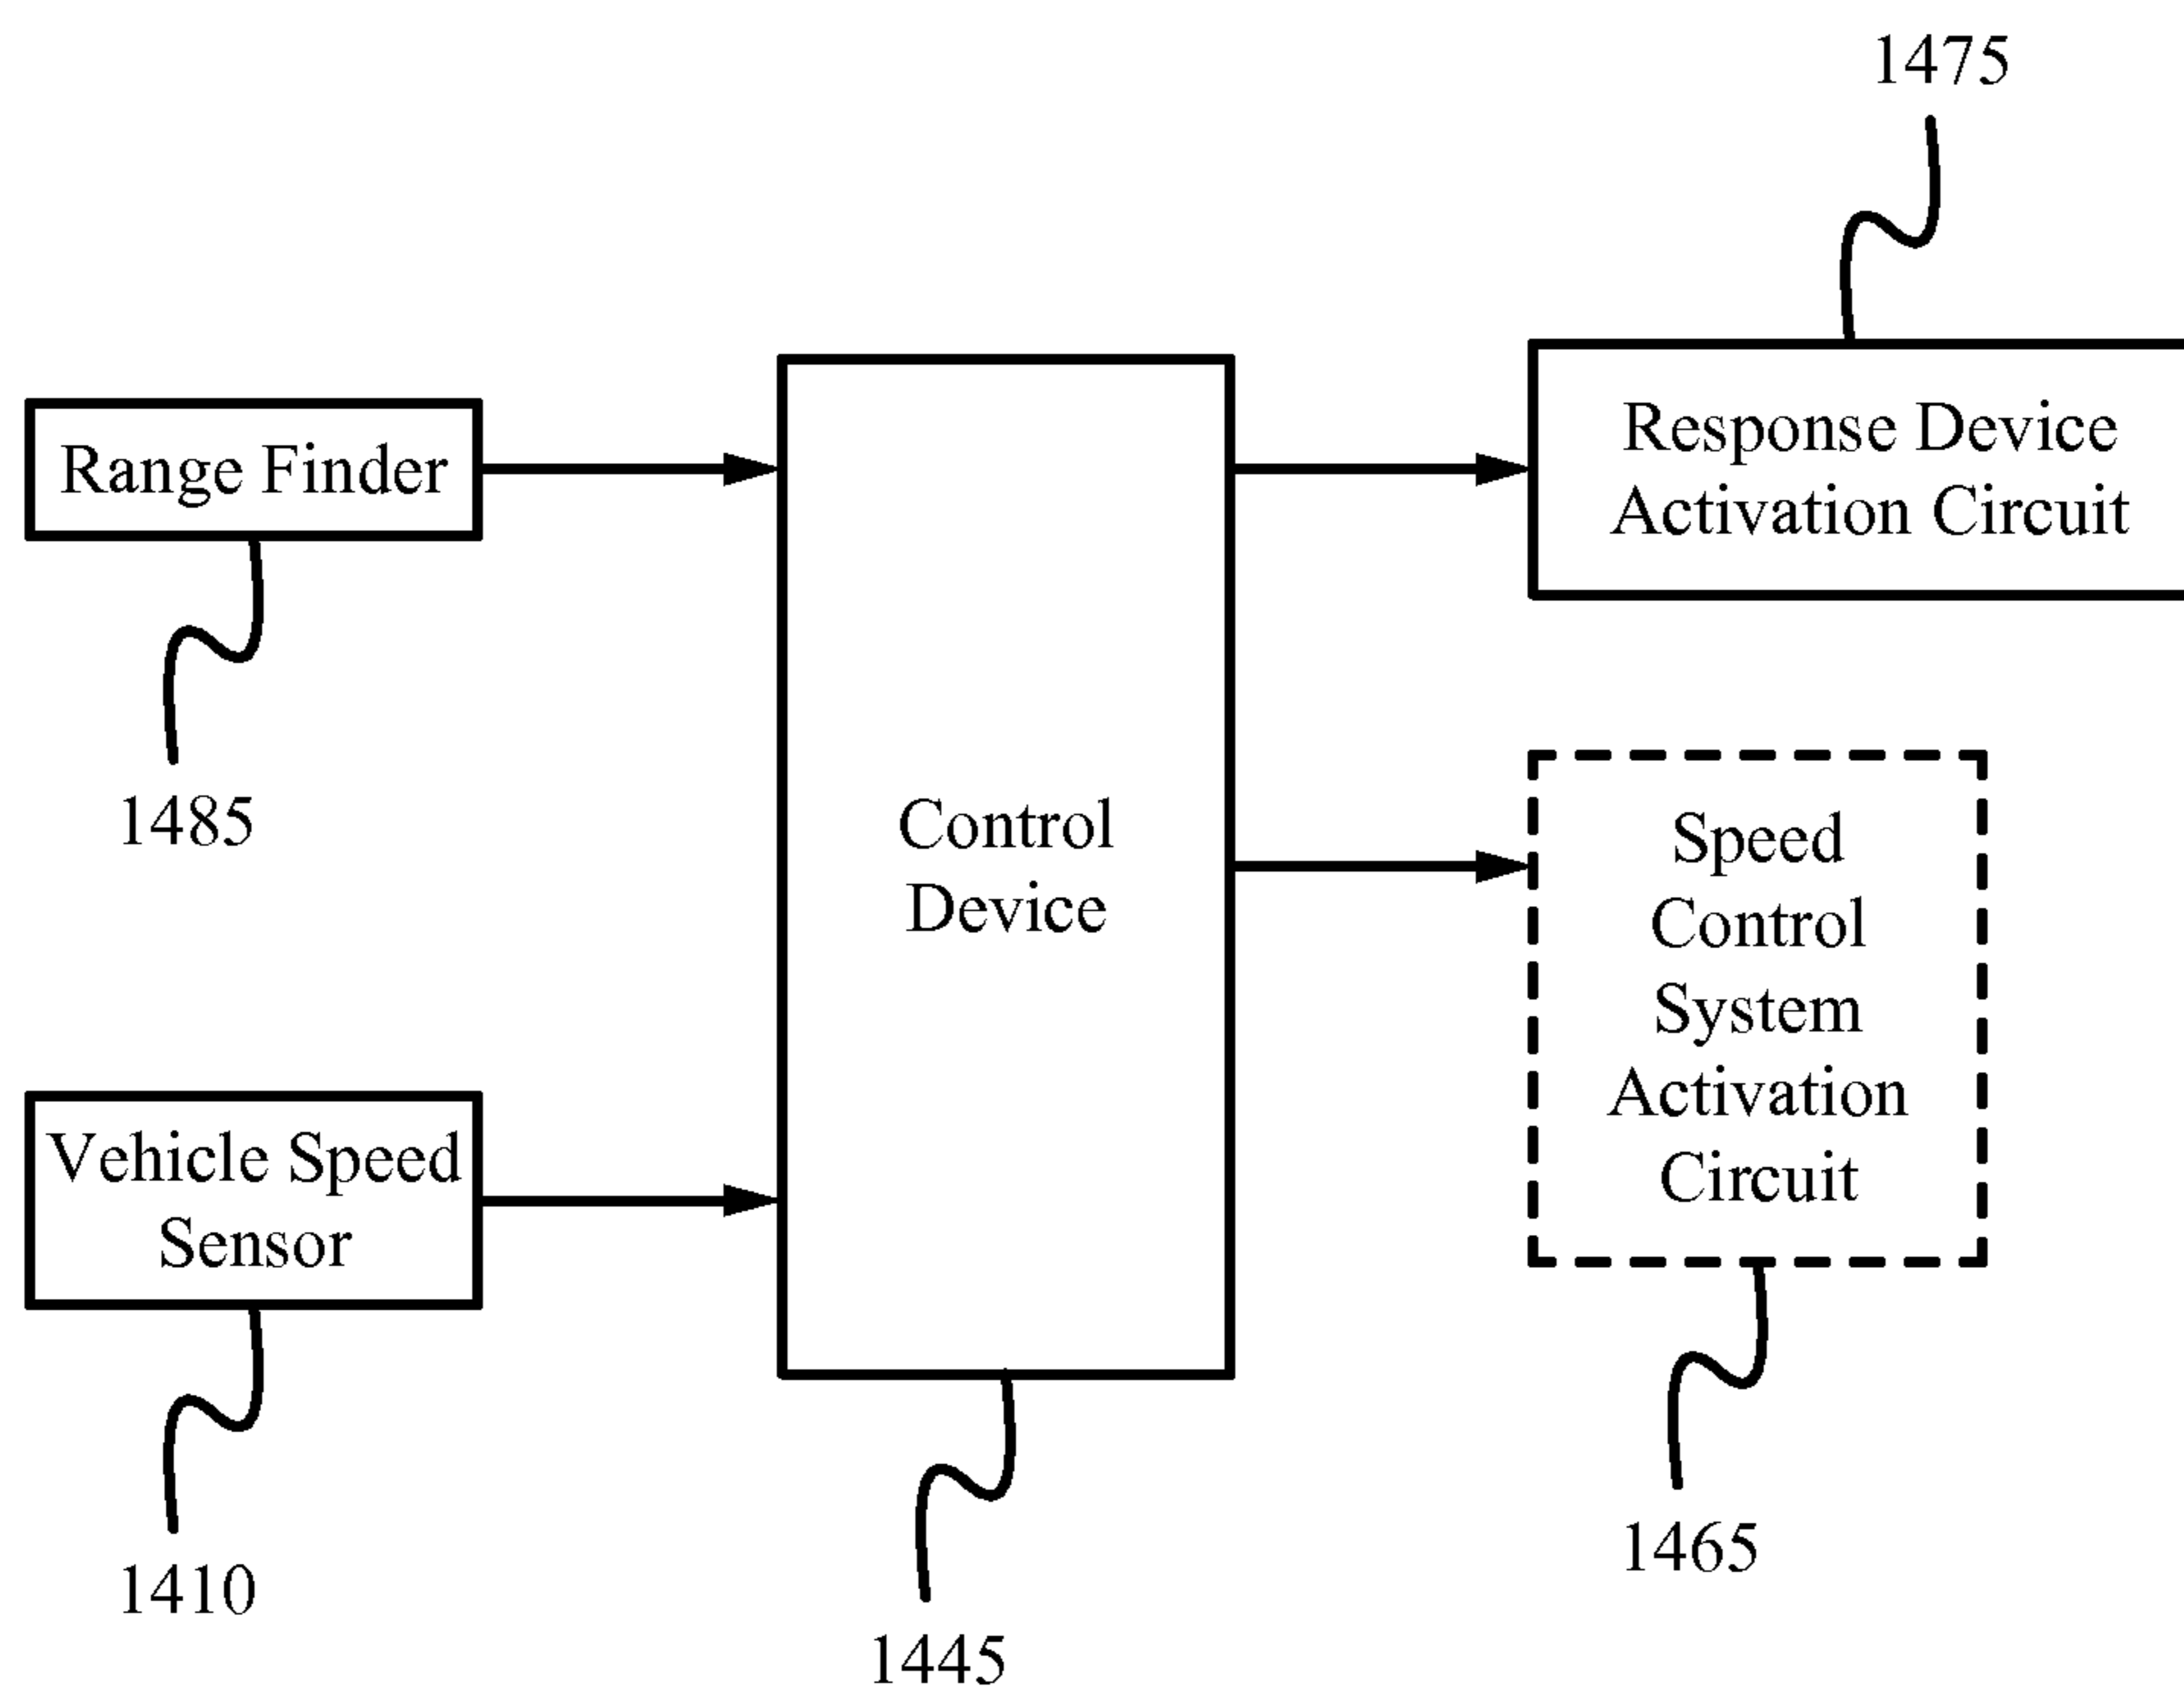 1475
Range Finder
Response Device
Activation Circuit
1485
Control
Device
Speed
Control
System
Activation
Circuit
Vehicle Speed
Sensor
1410
1445
1465